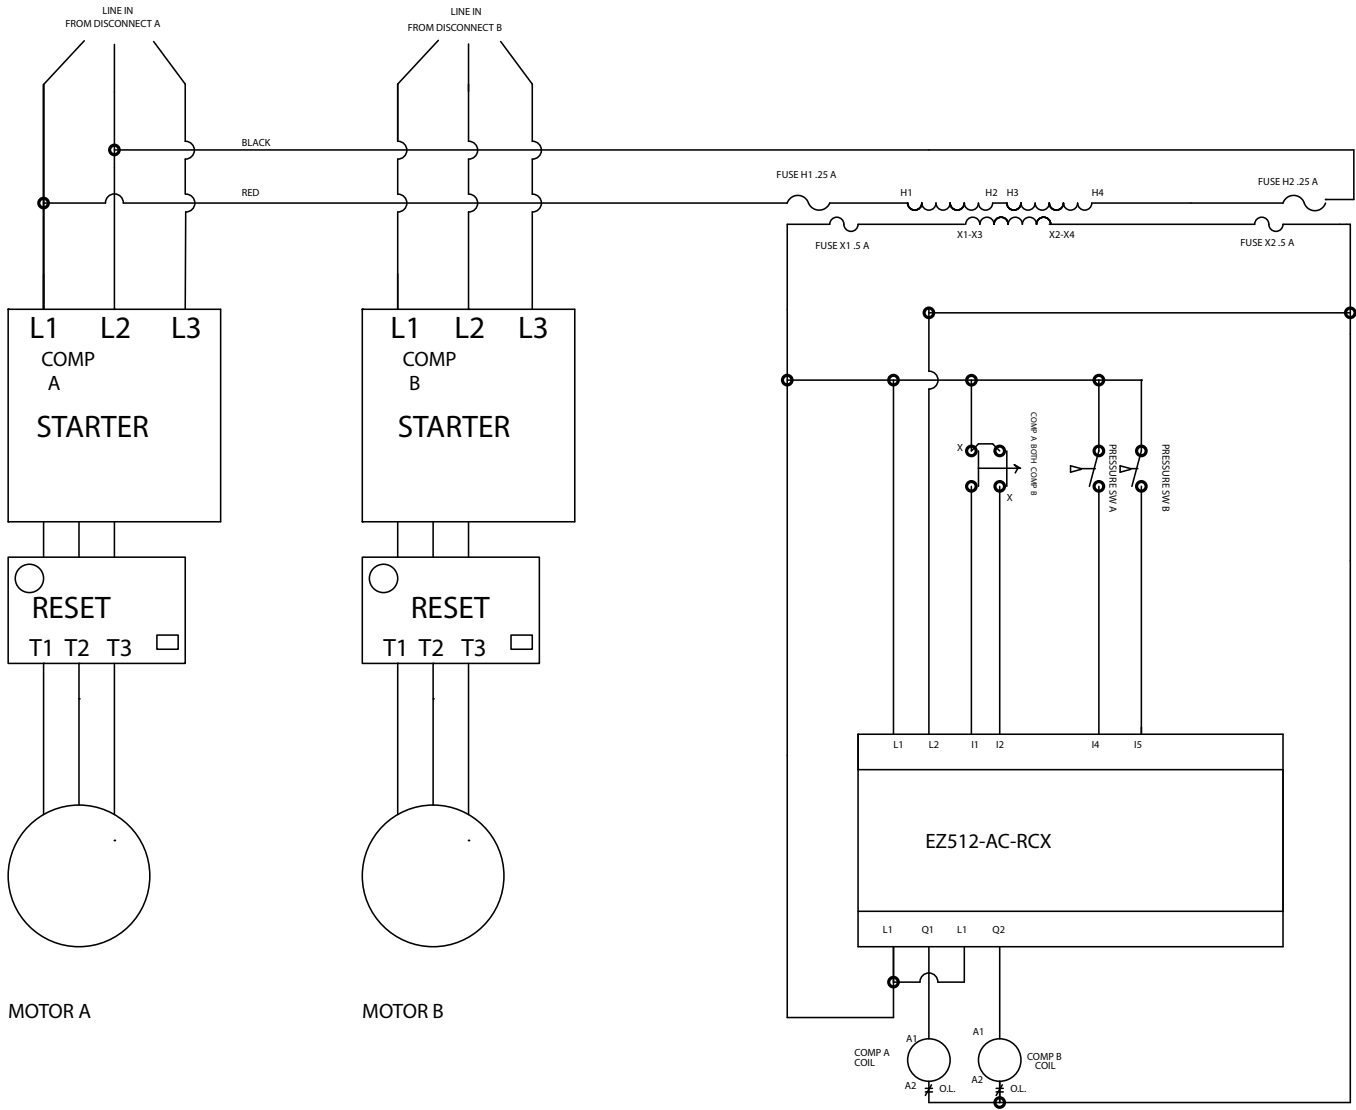 LINE IN
FROM DISCONNECT A
LINE IN
FROM DISCONNECT B
BLACK
RED
FUSE H1 .25 A
H1
H2
H3
H4
FUSE H2 .25 A
FUSE X1 .5 A
X1-X3
X2-X4
FUSE X2 .5 A
L1
L2
L3
COMP
A
STARTER
L1
L2
L3
COMP
B
STARTER
X
X
COMP A BOTH COMP B
PRESSURE SW A
PRESSURE SW B
RESET
T1 T2 T3
RESET
T1 T2 T3
L1
L2
I1
I2
I4
I5
EZ512-AC-RCX
L1
Q1
L1
Q2
MOTOR A
MOTOR B
A1
COMP A
COIL
A2
O.L.
A1
COMP B
COIL
A2
O.L.